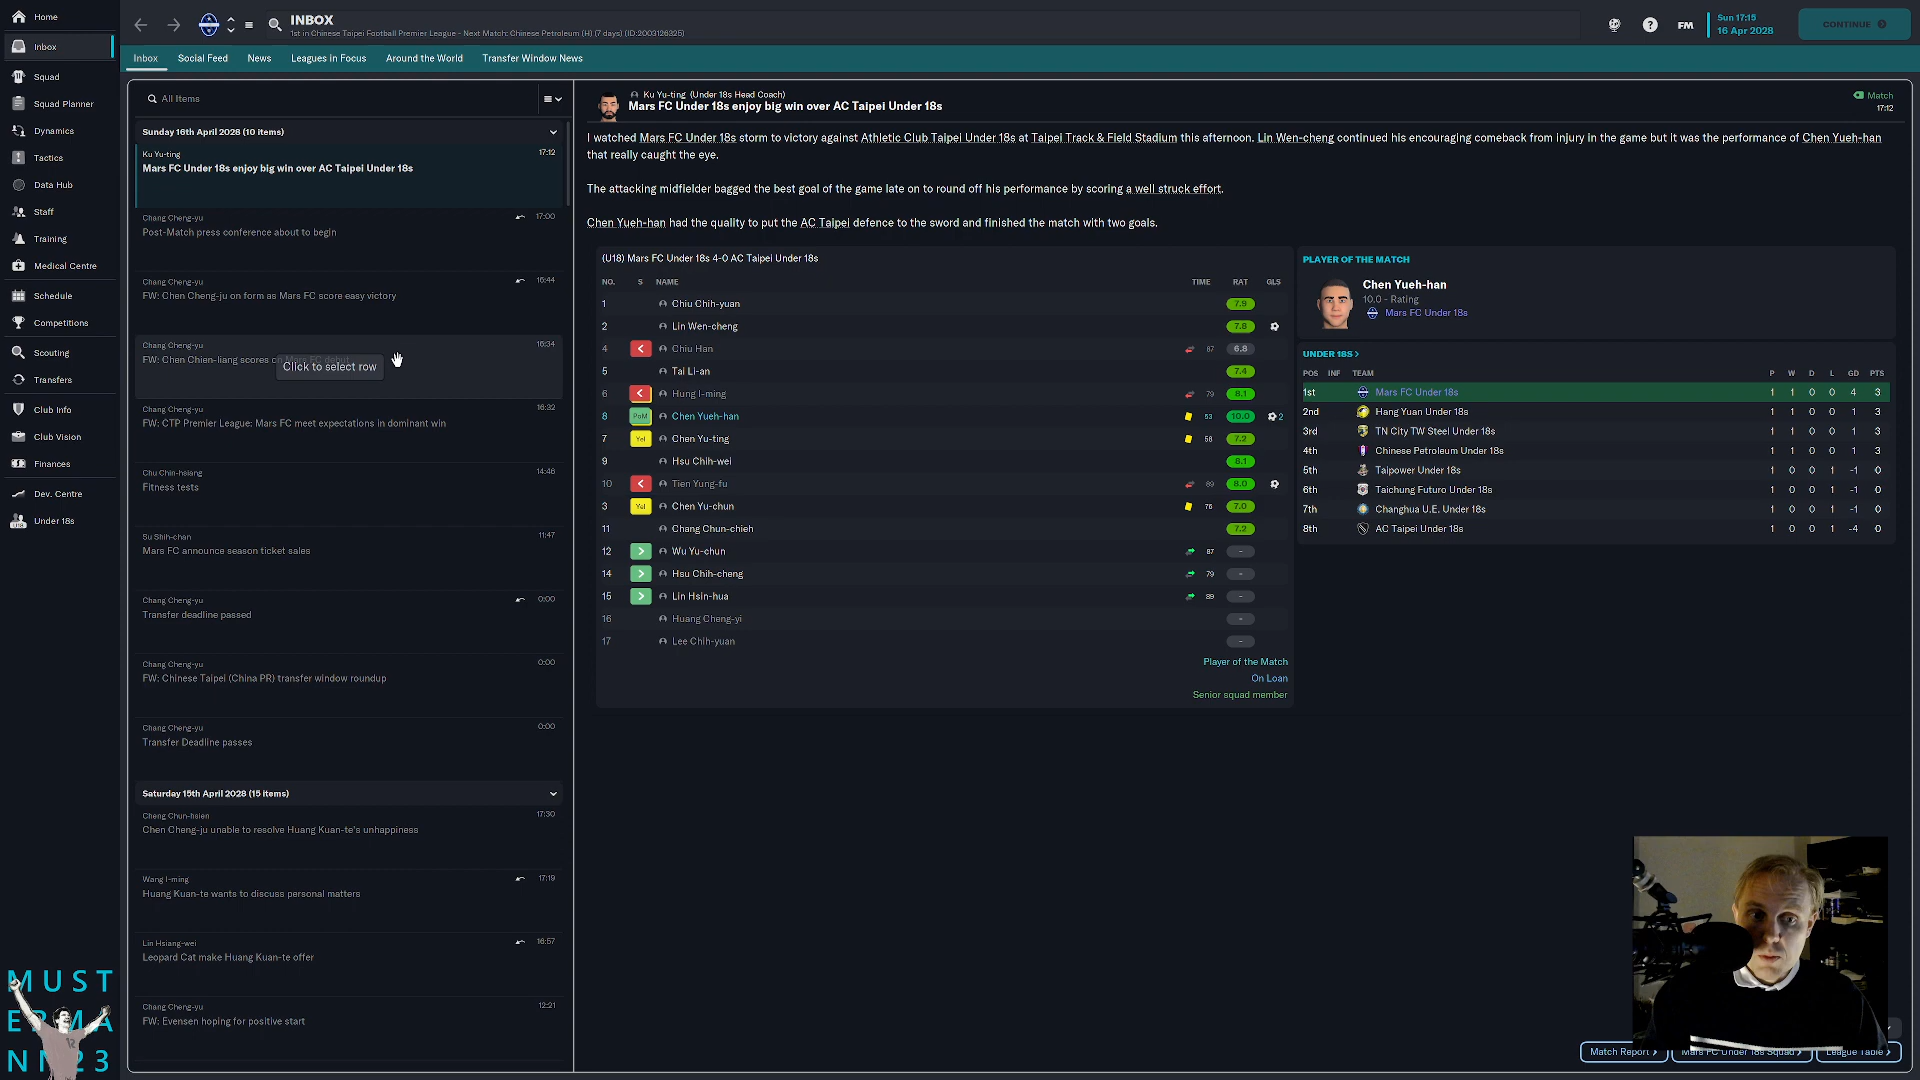 Home
Inbox
Squad
Squad Planner
Dynamics
Tactics
Data Hub
Staff
Training
Medical Centre
Schedule
Competitions
Scouting
Transfers
Club Info
Club Vision
Finances
Dev. Centre
Under 18s
MUST
ERMA
NN23
INBOX
1st in Chinese Taipei Football Premier League - Next Match: Chinese Petroleum (H) (7 days) (ID:2003126325)
FM
Sun 17:15
16 Apr 2028
CONTINUE
Inbox Social Feed News Leagues in Focus Around the World Transfer Window News
All Items
Sunday 16th April 2028 (10 items)
Ku Yu-ting 17:12
Mars FC Under 18s enjoy big win over AC Taipei Under 18s
Chang Cheng-yu 17:00
Post-Match press conference about to begin
Chang Cheng-yu 16:44
FW: Chen Cheng-ju on form as Mars FC score easy victory
Chang Cheng-yu 16:34
FW: Chen Chien-liang scores on Mars FC debut
Click to select row
Chang Cheng-yu 16:32
FW: CTP Premier League: Mars FC meet expectations in dominant win
Chu Chin-hsiang 14:46
Fitness tests
Su Shih-chan 11:47
Mars FC announce season ticket sales
Chang Cheng-yu 0:00
Transfer deadline passed
Chang Cheng-yu 0:00
FW: Chinese Taipei (China PR) transfer window roundup
Chang Cheng-yu 0:00
Transfer Deadline passes
Saturday 15th April 2028 (15 items)
Cheng Chun-hsien 17:30
Chen Cheng-ju unable to resolve Huang Kuan-te's unhappiness
Wang I-ming 17:19
Huang Kuan-te wants to discuss personal matters
Lin Hsiang-wei 16:57
Leopard Cat make Huang Kuan-te offer
Chang Cheng-yu 12:21
FW: Evensen hoping for positive start
Ku Yu-ting (Under 18s Head Coach)
Mars FC Under 18s enjoy big win over AC Taipei Under 18s
Match
17:12
I watched Mars FC Under 18s storm to victory against Athletic Club Taipei Under 18s at Taipei Track & Field Stadium this afternoon. Lin Wen-cheng continued his encouraging comeback from injury in the game but it was the performance of Chen Yueh-han
that really caught the eye.
The attacking midfielder bagged the best goal of the game late on to round off his performance by scoring a well struck effort.
Chen Yueh-han had the quality to put the AC Taipei defence to the sword and finished the match with two goals.
(U18) Mars FC Under 18s 4-0 AC Taipei Under 18s
NO. S NAME TIME RAT GLS
1 Chiu Chih-yuan 7.9
2 Lin Wen-cheng 7.8
4 Chiu Han 87 6.8
5 Tai Li-an 7.4
6 Hung I-ming 79 8.1
8 PoM Chen Yueh-han 53 10.0 2
7 Yel Chen Yu-ting 58 7.2
9 Hsu Chih-wei 8.1
10 Tien Yung-fu 89 8.0
3 Yel Chen Yu-chun 76 7.0
11 Chang Chun-chieh 7.2
12 Wu Yu-chun 87 -
14 Hsu Chih-cheng 79 -
15 Lin Hsin-hua 89 -
16 Huang Cheng-yi -
17 Lee Chih-yuan -
Player of the Match
On Loan
Senior squad member
PLAYER OF THE MATCH
Chen Yueh-han
10.0 - Rating
Mars FC Under 18s
UNDER 18S >
POS INF TEAM P W D L GD PTS
1st Mars FC Under 18s 1 1 0 0 4 3
2nd Hang Yuan Under 18s 1 1 0 0 1 3
3rd TN City TW Steel Under 18s 1 1 0 0 1 3
4th Chinese Petroleum Under 18s 1 1 0 0 1 3
5th Taipower Under 18s 1 0 0 1 -1 0
6th Taichung Futuro Under 18s 1 0 0 1 -1 0
7th Changhua U.E. Under 18s 1 0 0 1 -1 0
8th AC Taipei Under 18s 1 0 0 1 -4 0
Match Report > Mars FC Under 18s Squad > League Table >